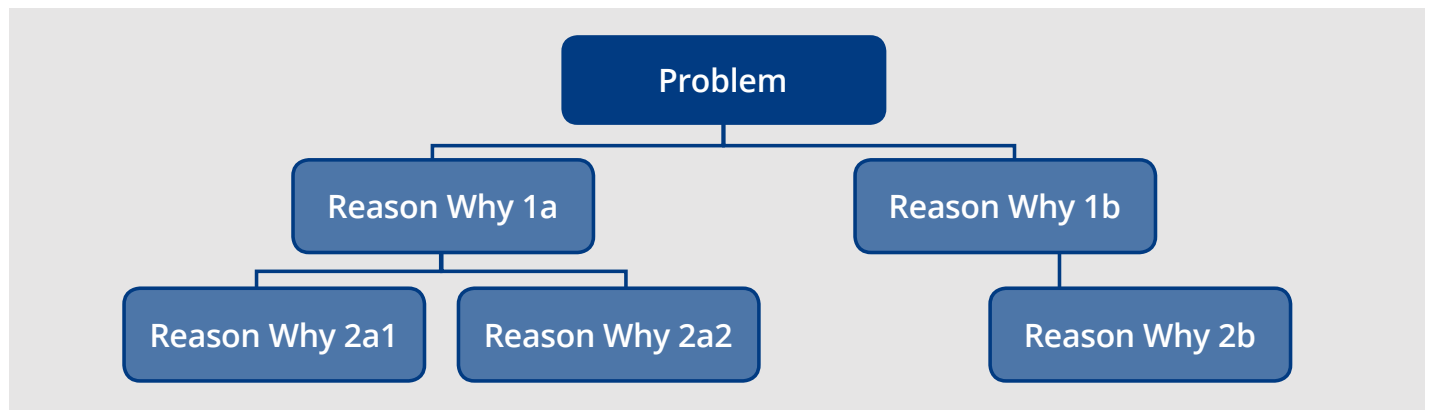 Problem
Reason Why 1a
Reason Why 1b
Reason Why 2a1
Reason Why 2a2
Reason Why 2b